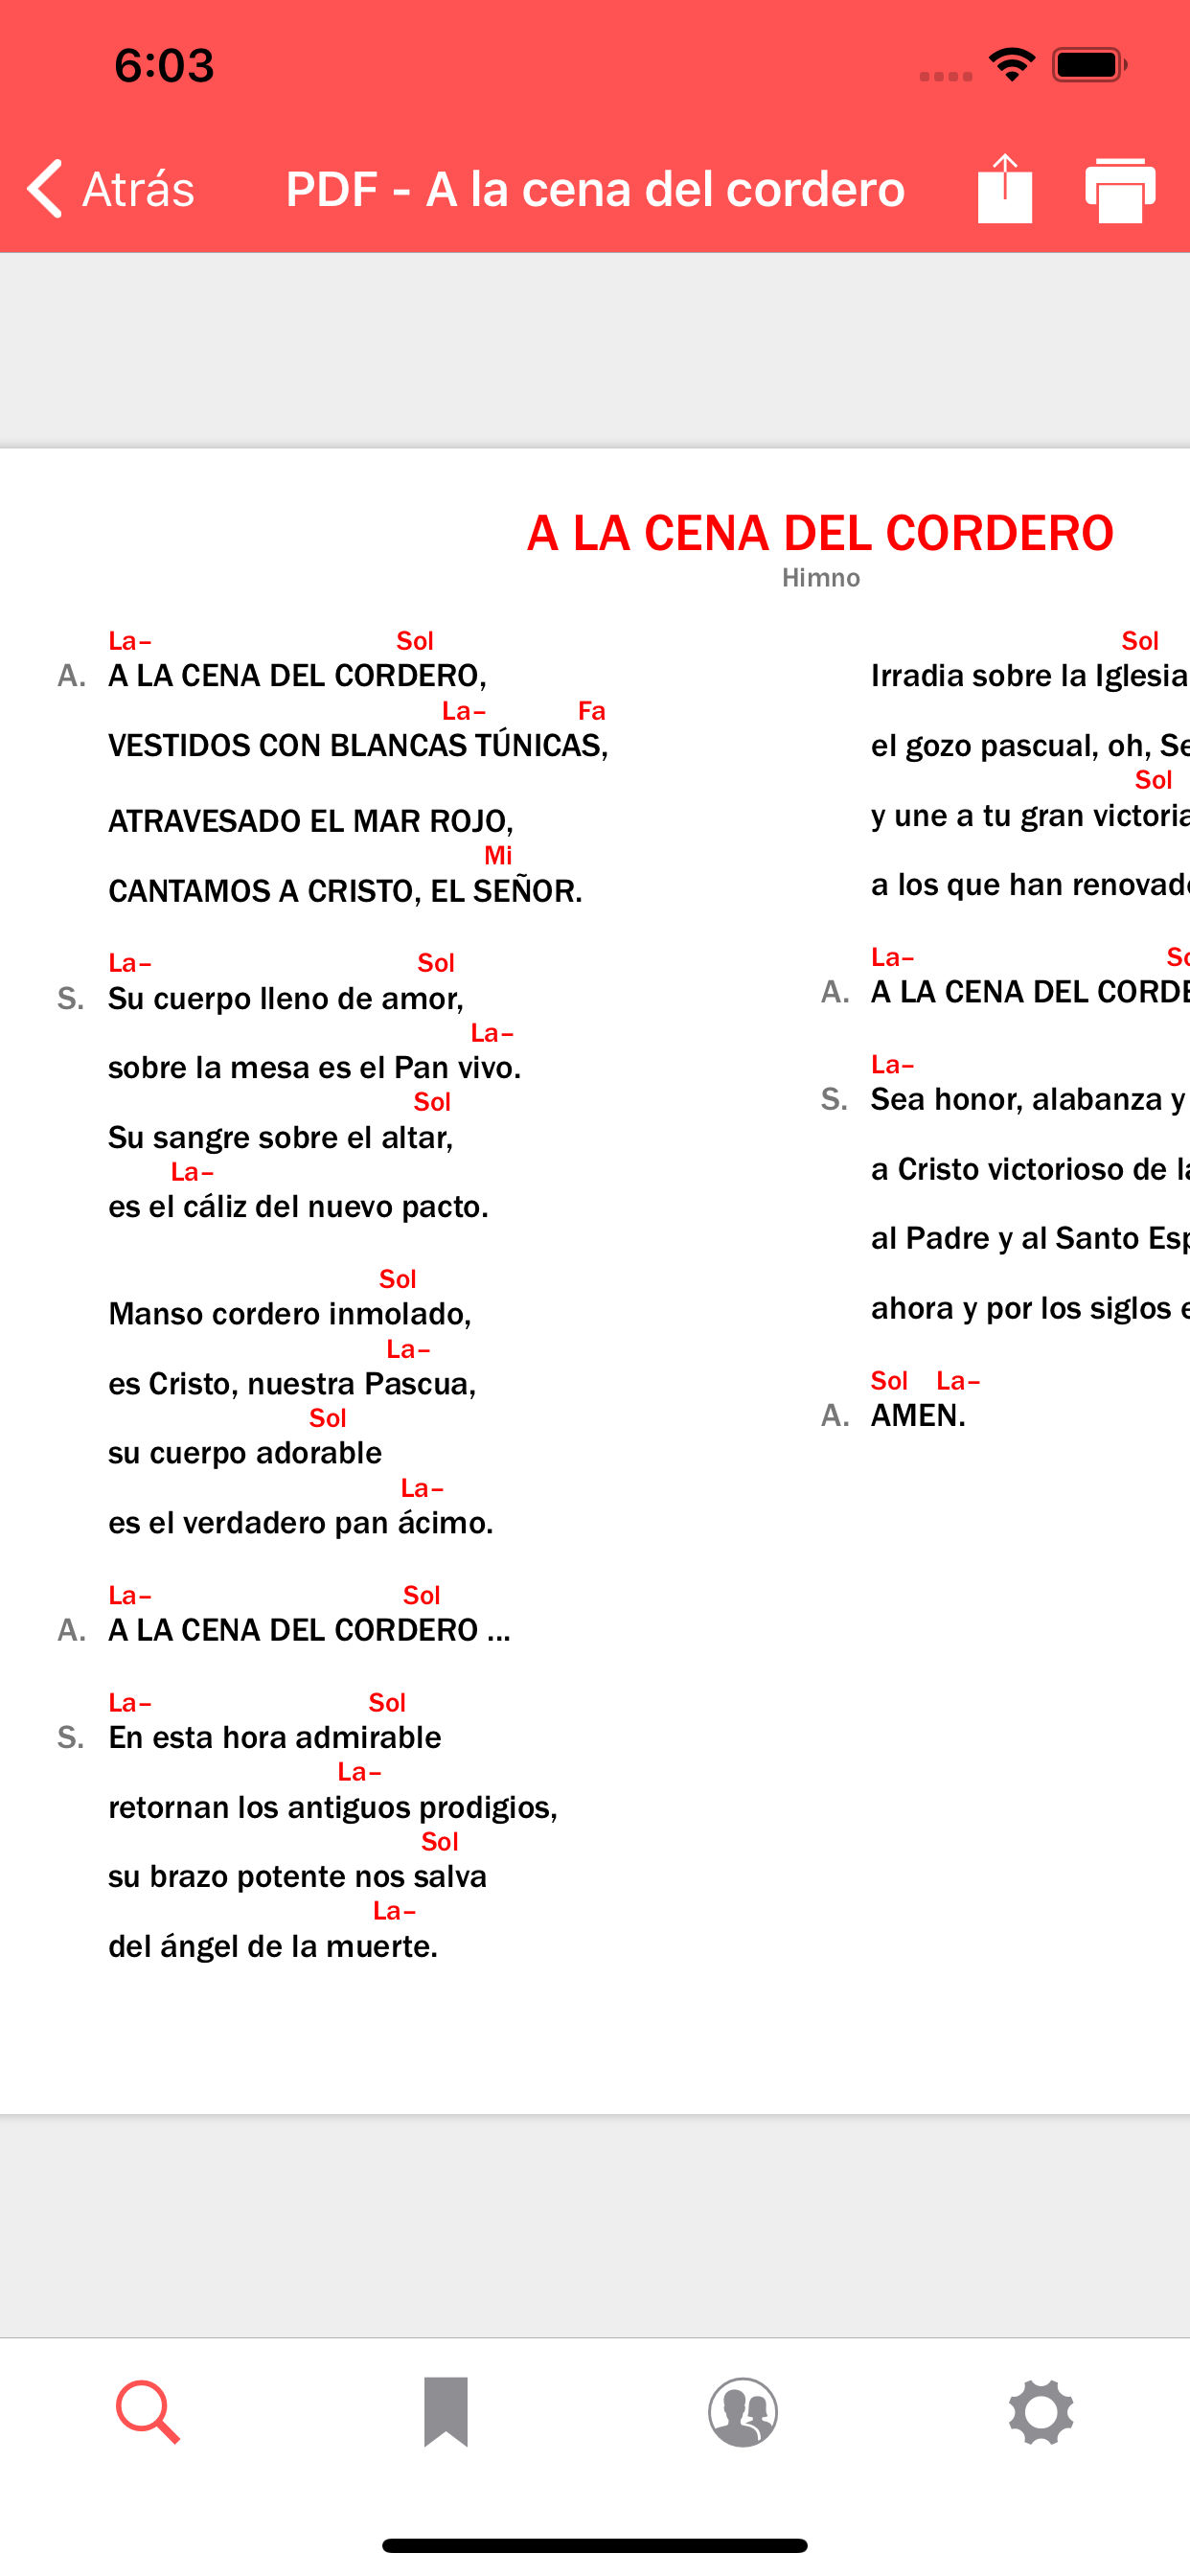 6:03
Atrás
PDF - A la cena del cordero
A LA CENA DEL CORDERO
Himno
La- Sol
A. A LA CENA DEL CORDERO,
La- Fa
VESTIDOS CON BLANCAS TÚNICAS,
ATRAVESADO EL MAR ROJO,
Mi
CANTAMOS A CRISTO, EL SEÑOR.
La- Sol
S. Su cuerpo lleno de amor,
La-
sobre la mesa es el Pan vivo.
Sol
Su sangre sobre el altar,
La-
es el cáliz del nuevo pacto.
Sol
Manso cordero inmolado,
La-
es Cristo, nuestra Pascua,
Sol
su cuerpo adorable
La-
es el verdadero pan ácimo.
La- Sol
A. A LA CENA DEL CORDERO ...
La- Sol
S. En esta hora admirable
La-
retornan los antiguos prodigios,
Sol
su brazo potente nos salva
La-
del ángel de la muerte.
Sol
Irradia sobre la Iglesia
el gozo pascual, oh,
Sol
y une a tu gran victoria
a los que han
La-
A. A LA CENA DEL
La-
S. Sea honor, alabanza y
a Cristo victorioso de
al Padre y al Santo
ahora y por los siglos
Sol La-
A. AMEN.